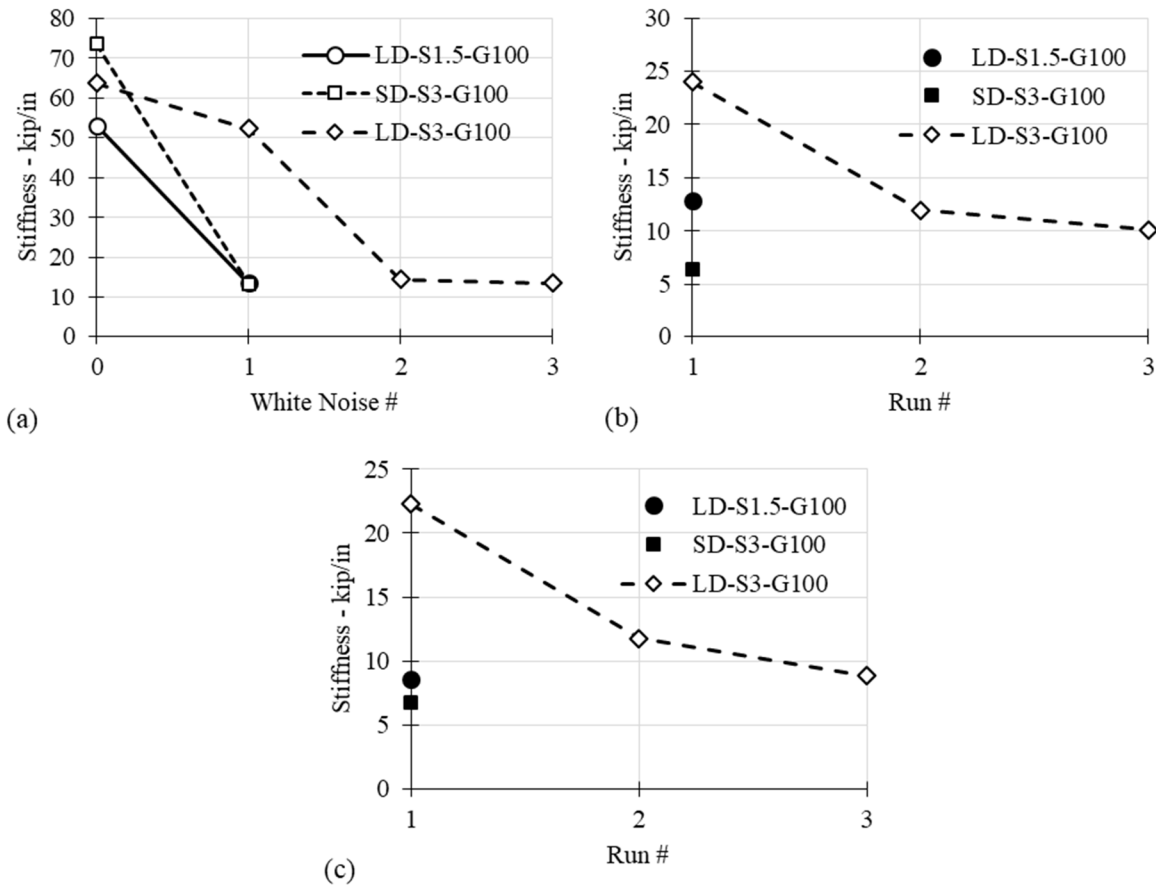 80
70
60
50
40
30
20
10
0
Stiffness - kip/in
LD-S1.5-G100
SD-S3-G100
LD-S3-G100
0 1 2 3
White Noise #
(a)
30
25
20
15
10
5
0
Stiffness - kip/in
LD-S1.5-G100
SD-S3-G100
LD-S3-G100
1 2 3
Run #
(b)
25
20
15
10
5
0
Stiffness - kip/in
LD-S1.5-G100
SD-S3-G100
LD-S3-G100
1 2 3
Run #
(c)